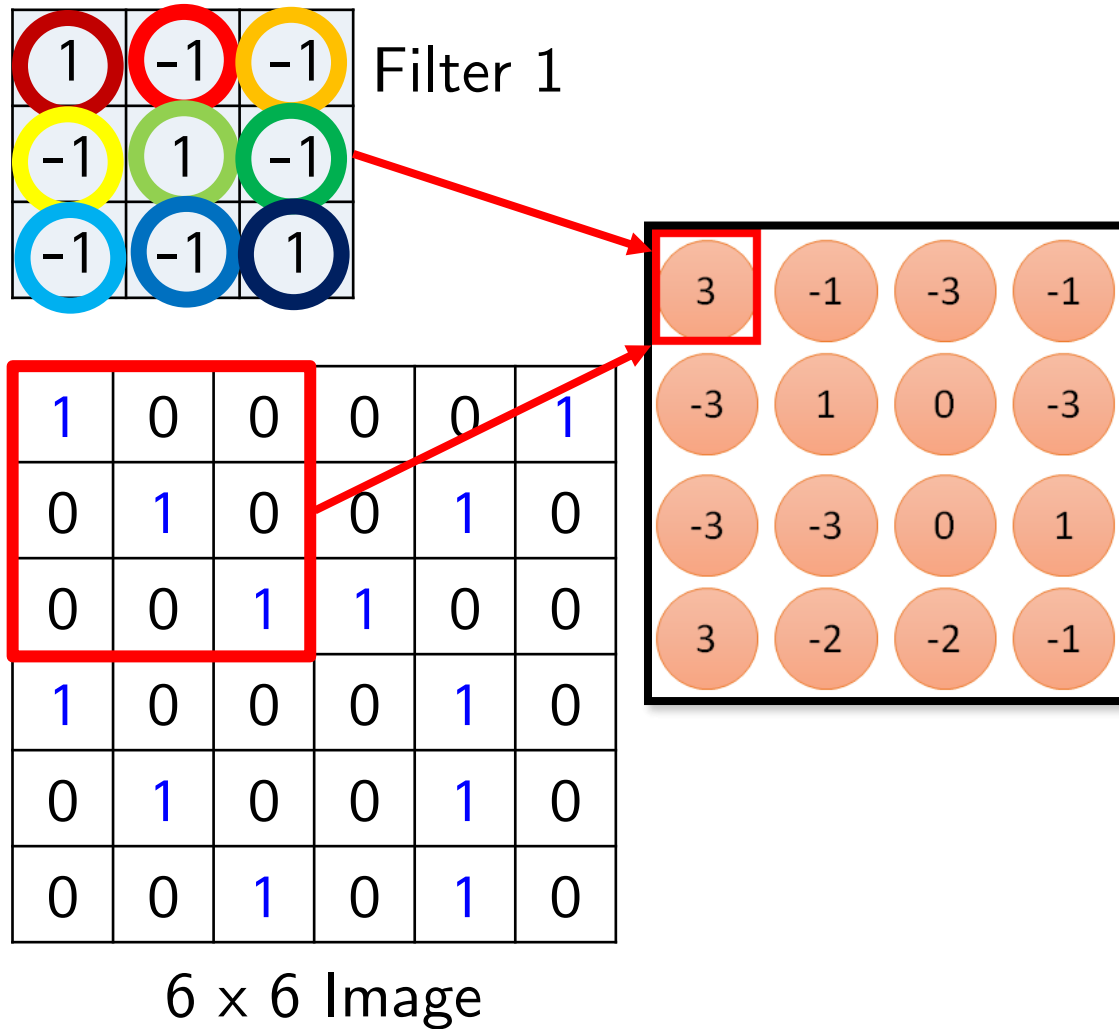 1 -1 -1
-1 1 -1
-1 -1 1
Filter 1
1 0 0 0 0 1
0 1 0 0 1 0
0 0 1 1 0 0
1 0 0 0 1 0
0 1 0 0 1 0
0 0 1 0 1 0
6 x 6 Image
3 -1 -3 -1
-3 1 0 -3
-3 -3 0 1
3 -2 -2 -1